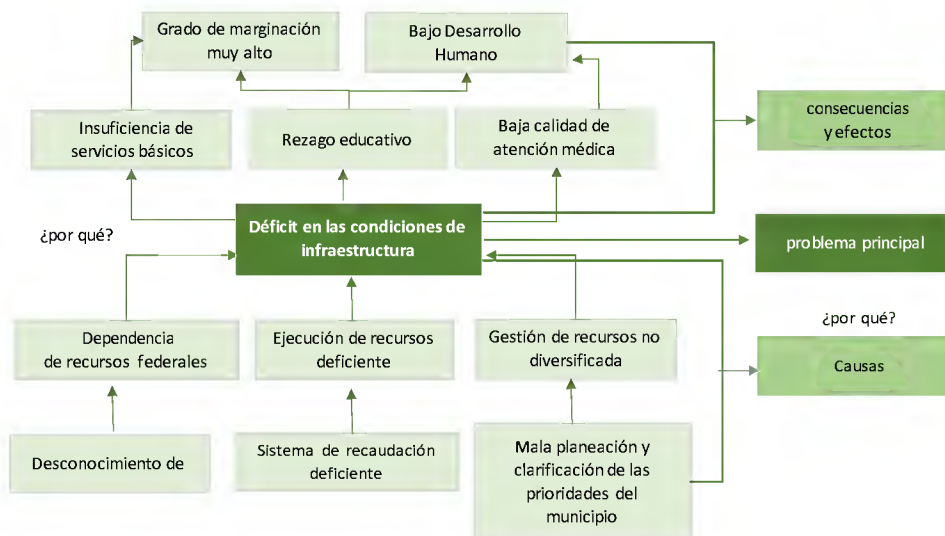 Grado de marginación
muy alto
Bajo Desarrollo
Humano
Insuficiencia de
servicios básicos
Rezago educativo
Baja calidad de
atención médica
consecuencias
y efectos
¿por qué?
Déficit en las condiciones de
infraestructura
problema principal
¿por qué?
Dependencia
de recursos federales
Ejecución de recursos
deficiente
Gestión de recursos no
diversificada
Causas
Desconocimiento de
Sistema de recaudación
deficiente
Mala planeación y
clarificación de las
prioridades del
municipio